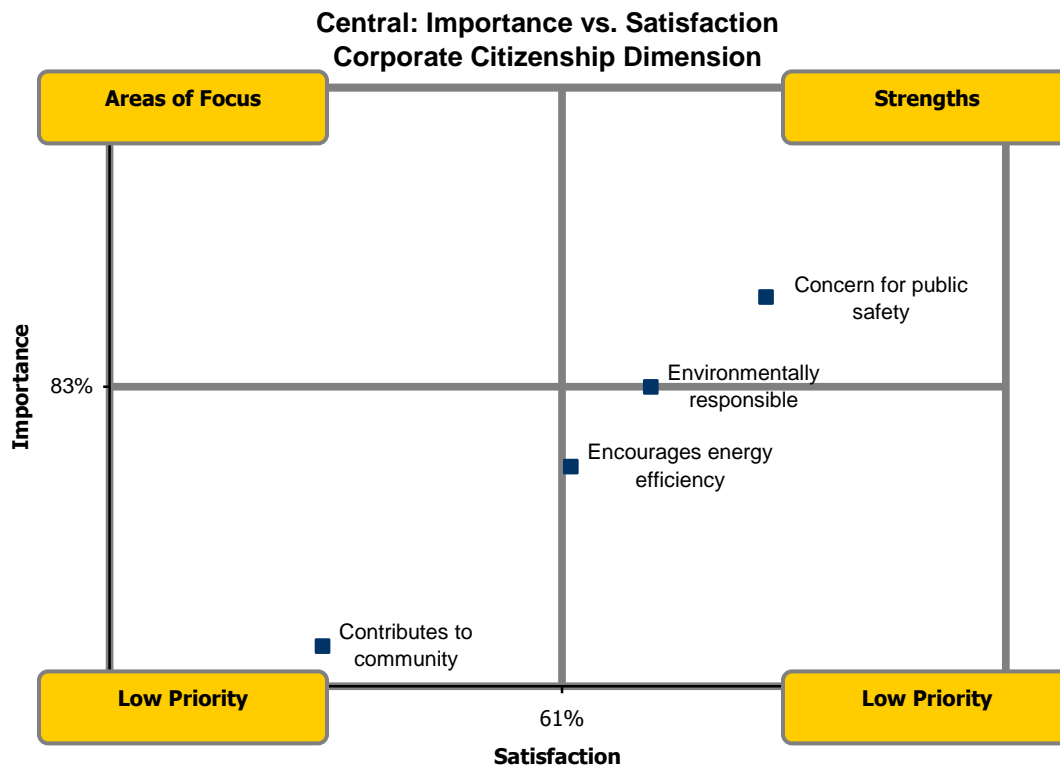 Central: Importance vs. Satisfaction
Corporate Citizenship Dimension
Areas of Focus
Strengths
Concern for public
safety
Importance
83%
Environmentally
responsible
Encourages energy
efficiency
Contributes to
community
Low Priority
Low Priority
61%
Satisfaction